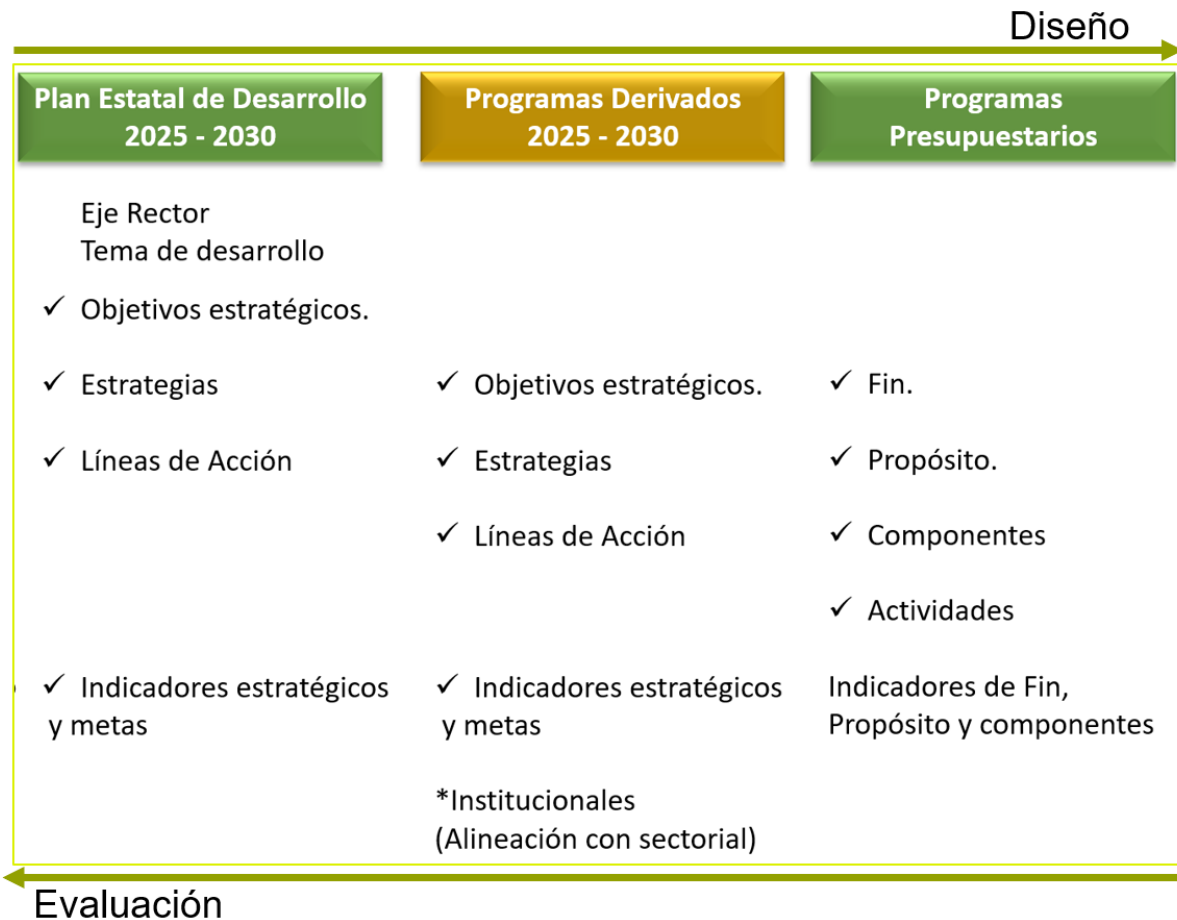 Diseño
Plan Estatal de Desarrollo
2025 - 2030
Eje Rector
Tema de desarrollo
✓ Objetivos estratégicos.
✓ Estrategias
✓ Líneas de Acción
✓ Indicadores estratégicos
y metas
Programas Derivados
2025 - 2030
✓ Objetivos estratégicos.
✓ Estrategias
✓ Líneas de Acción
✓ Indicadores estratégicos
y metas
*Institucionales
(Alineación con sectorial)
Programas
Presupuestarios
✓ Fin.
✓ Propósito.
✓ Componentes
✓ Actividades
Indicadores de Fin,
Propósito y componentes
Evaluación